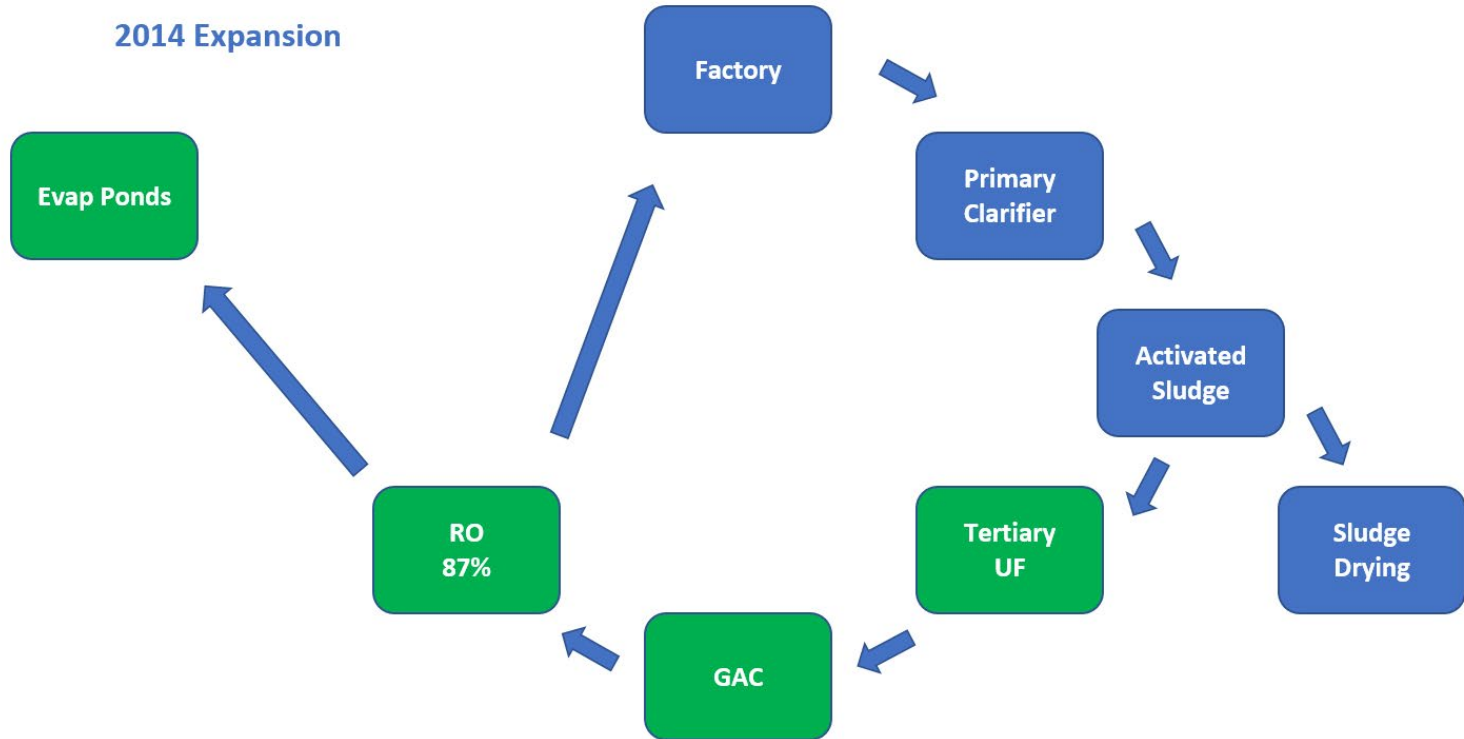 2014 Expansion
Factory
Evap Ponds
Primary
Clarifier
Activated
Sludge
RO
87%
Tertiary
UF
Sludge
Drying
GAC